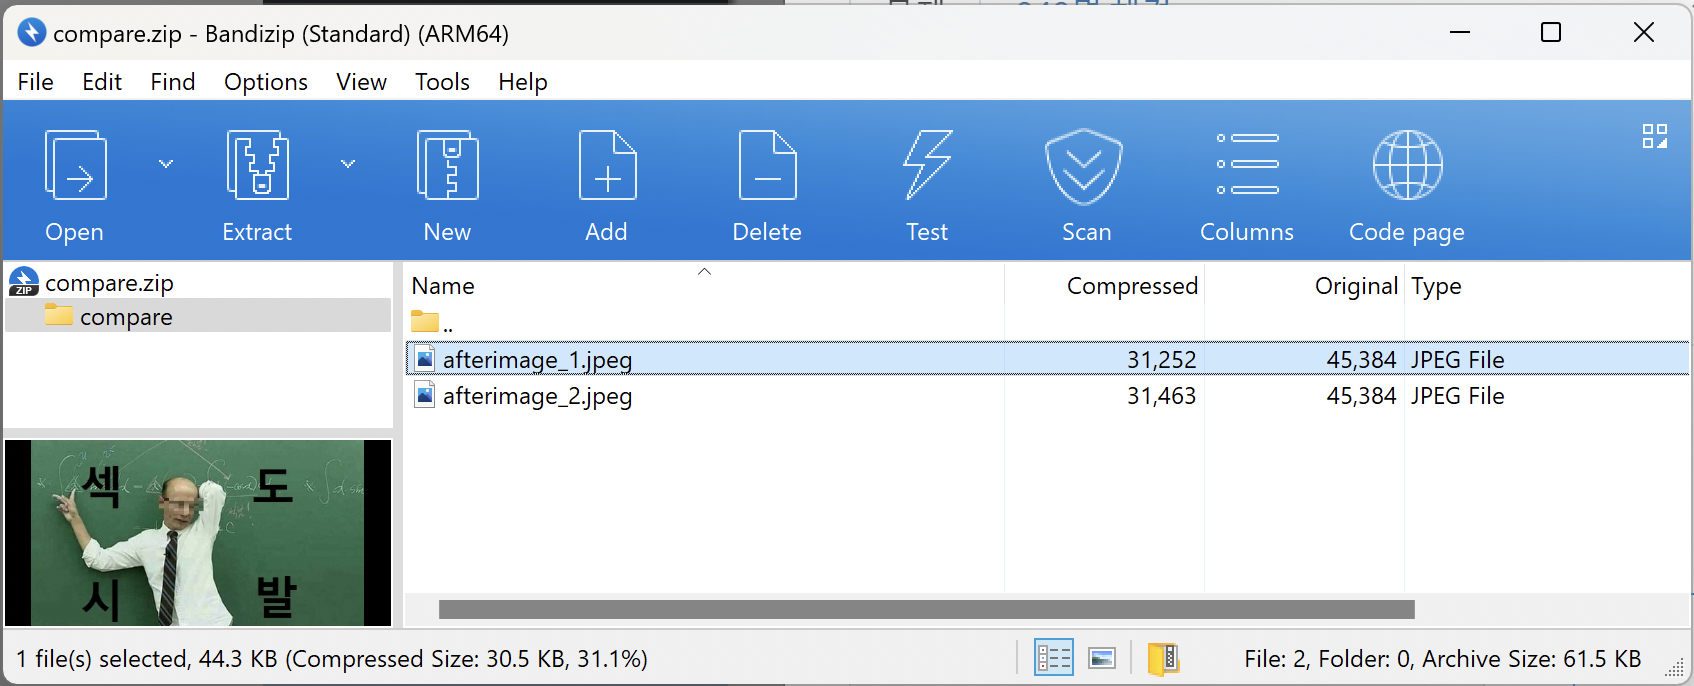 compare.zip - Bandizip (Standard) (ARM64)
File Edit Find Options View Tools Help
Open Extract New Add Delete Test Scan Columns Code page
compare.zip
compare
Name Compressed Original Type
..
afterimage_1.jpeg 31,252 45,384 JPEG File
afterimage_2.jpeg 31,463 45,384 JPEG File
섹 도
시 발
1 file(s) selected, 44.3 KB (Compressed Size: 30.5 KB, 31.1%)
File: 2, Folder: 0, Archive Size: 61.5 KB